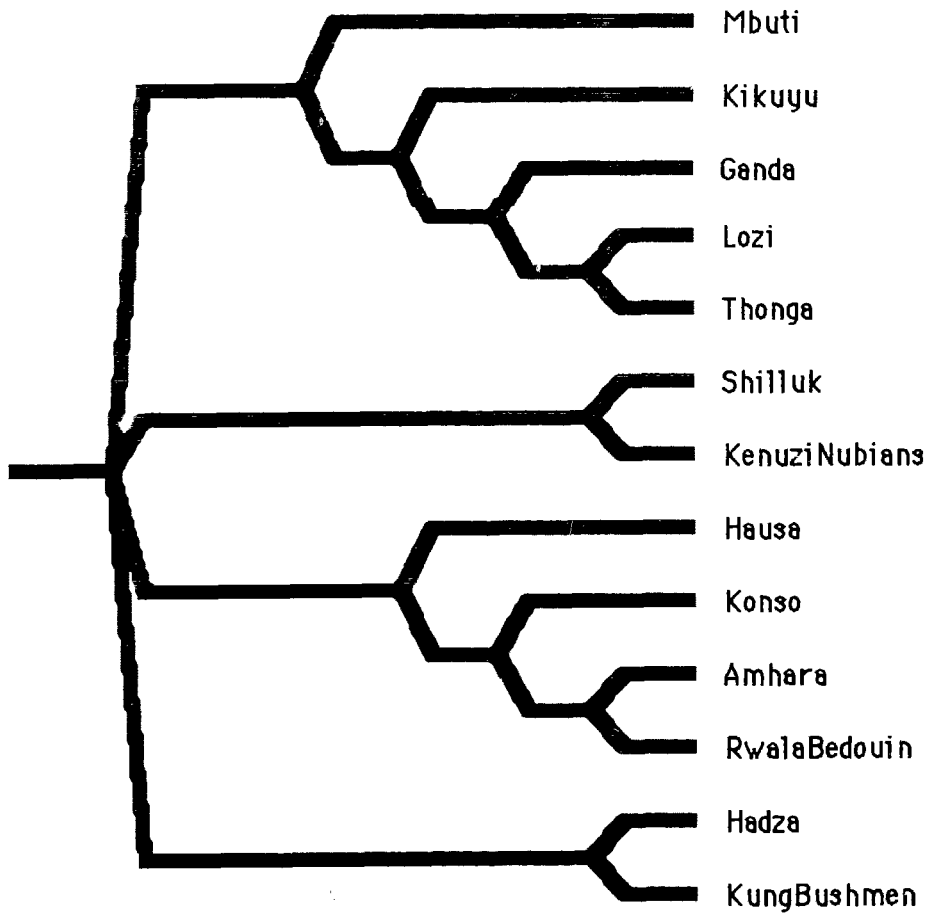 Mbuti
Kikuyu
Ganda
Lozi
Thonga
Shilluk
KenuziNubians
Hausa
Konso
Amhara
RwalaBedouin
Hadza
KungBushmen